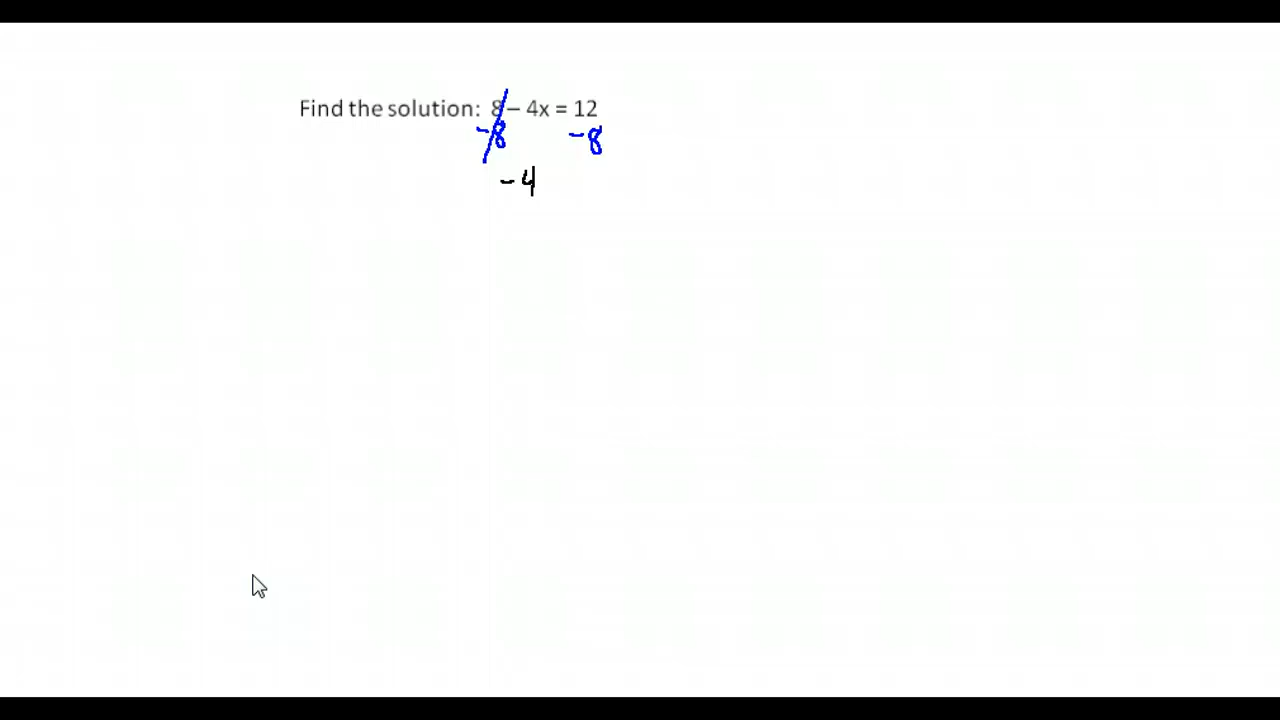 Find the solution: 8 – 4x = 12
-8 -8
-4